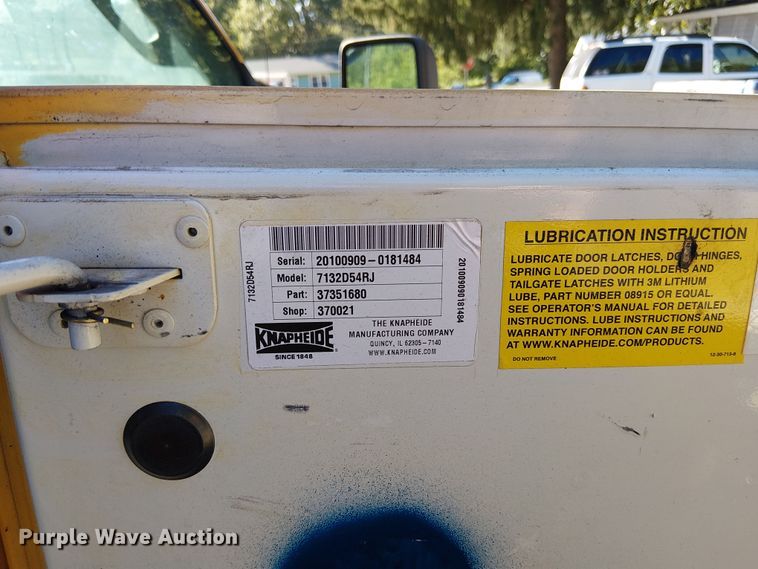 7132D54RJ
Serial: 20100909-0181484
Model: 7132D54RJ
Part: 37351680
Shop: 370021
201009090181484
KNAPHEIDE
SINCE 1848
THE KNAPHEIDE
MANUFACTURING COMPANY
QUINCY, IL 62305-7140
WWW.KNAPHEIDE.COM
LUBRICATION INSTRUCTION
LUBRICATE DOOR LATCHES, DOOR HINGES,
SPRING LOADED DOOR HOLDERS AND
TAILGATE LATCHES WITH 3M LITHIUM
LUBE, PART NUMBER 08915 OR EQUAL.
SEE OPERATOR'S MANUAL FOR DETAILED
INSTRUCTIONS. LUBE INSTRUCTIONS AND
WARRANTY INFORMATION CAN BE FOUND
AT WWW.KNAPHEIDE.COM/PRODUCTS.
DO NOT REMOVE
Purple Wave Auction